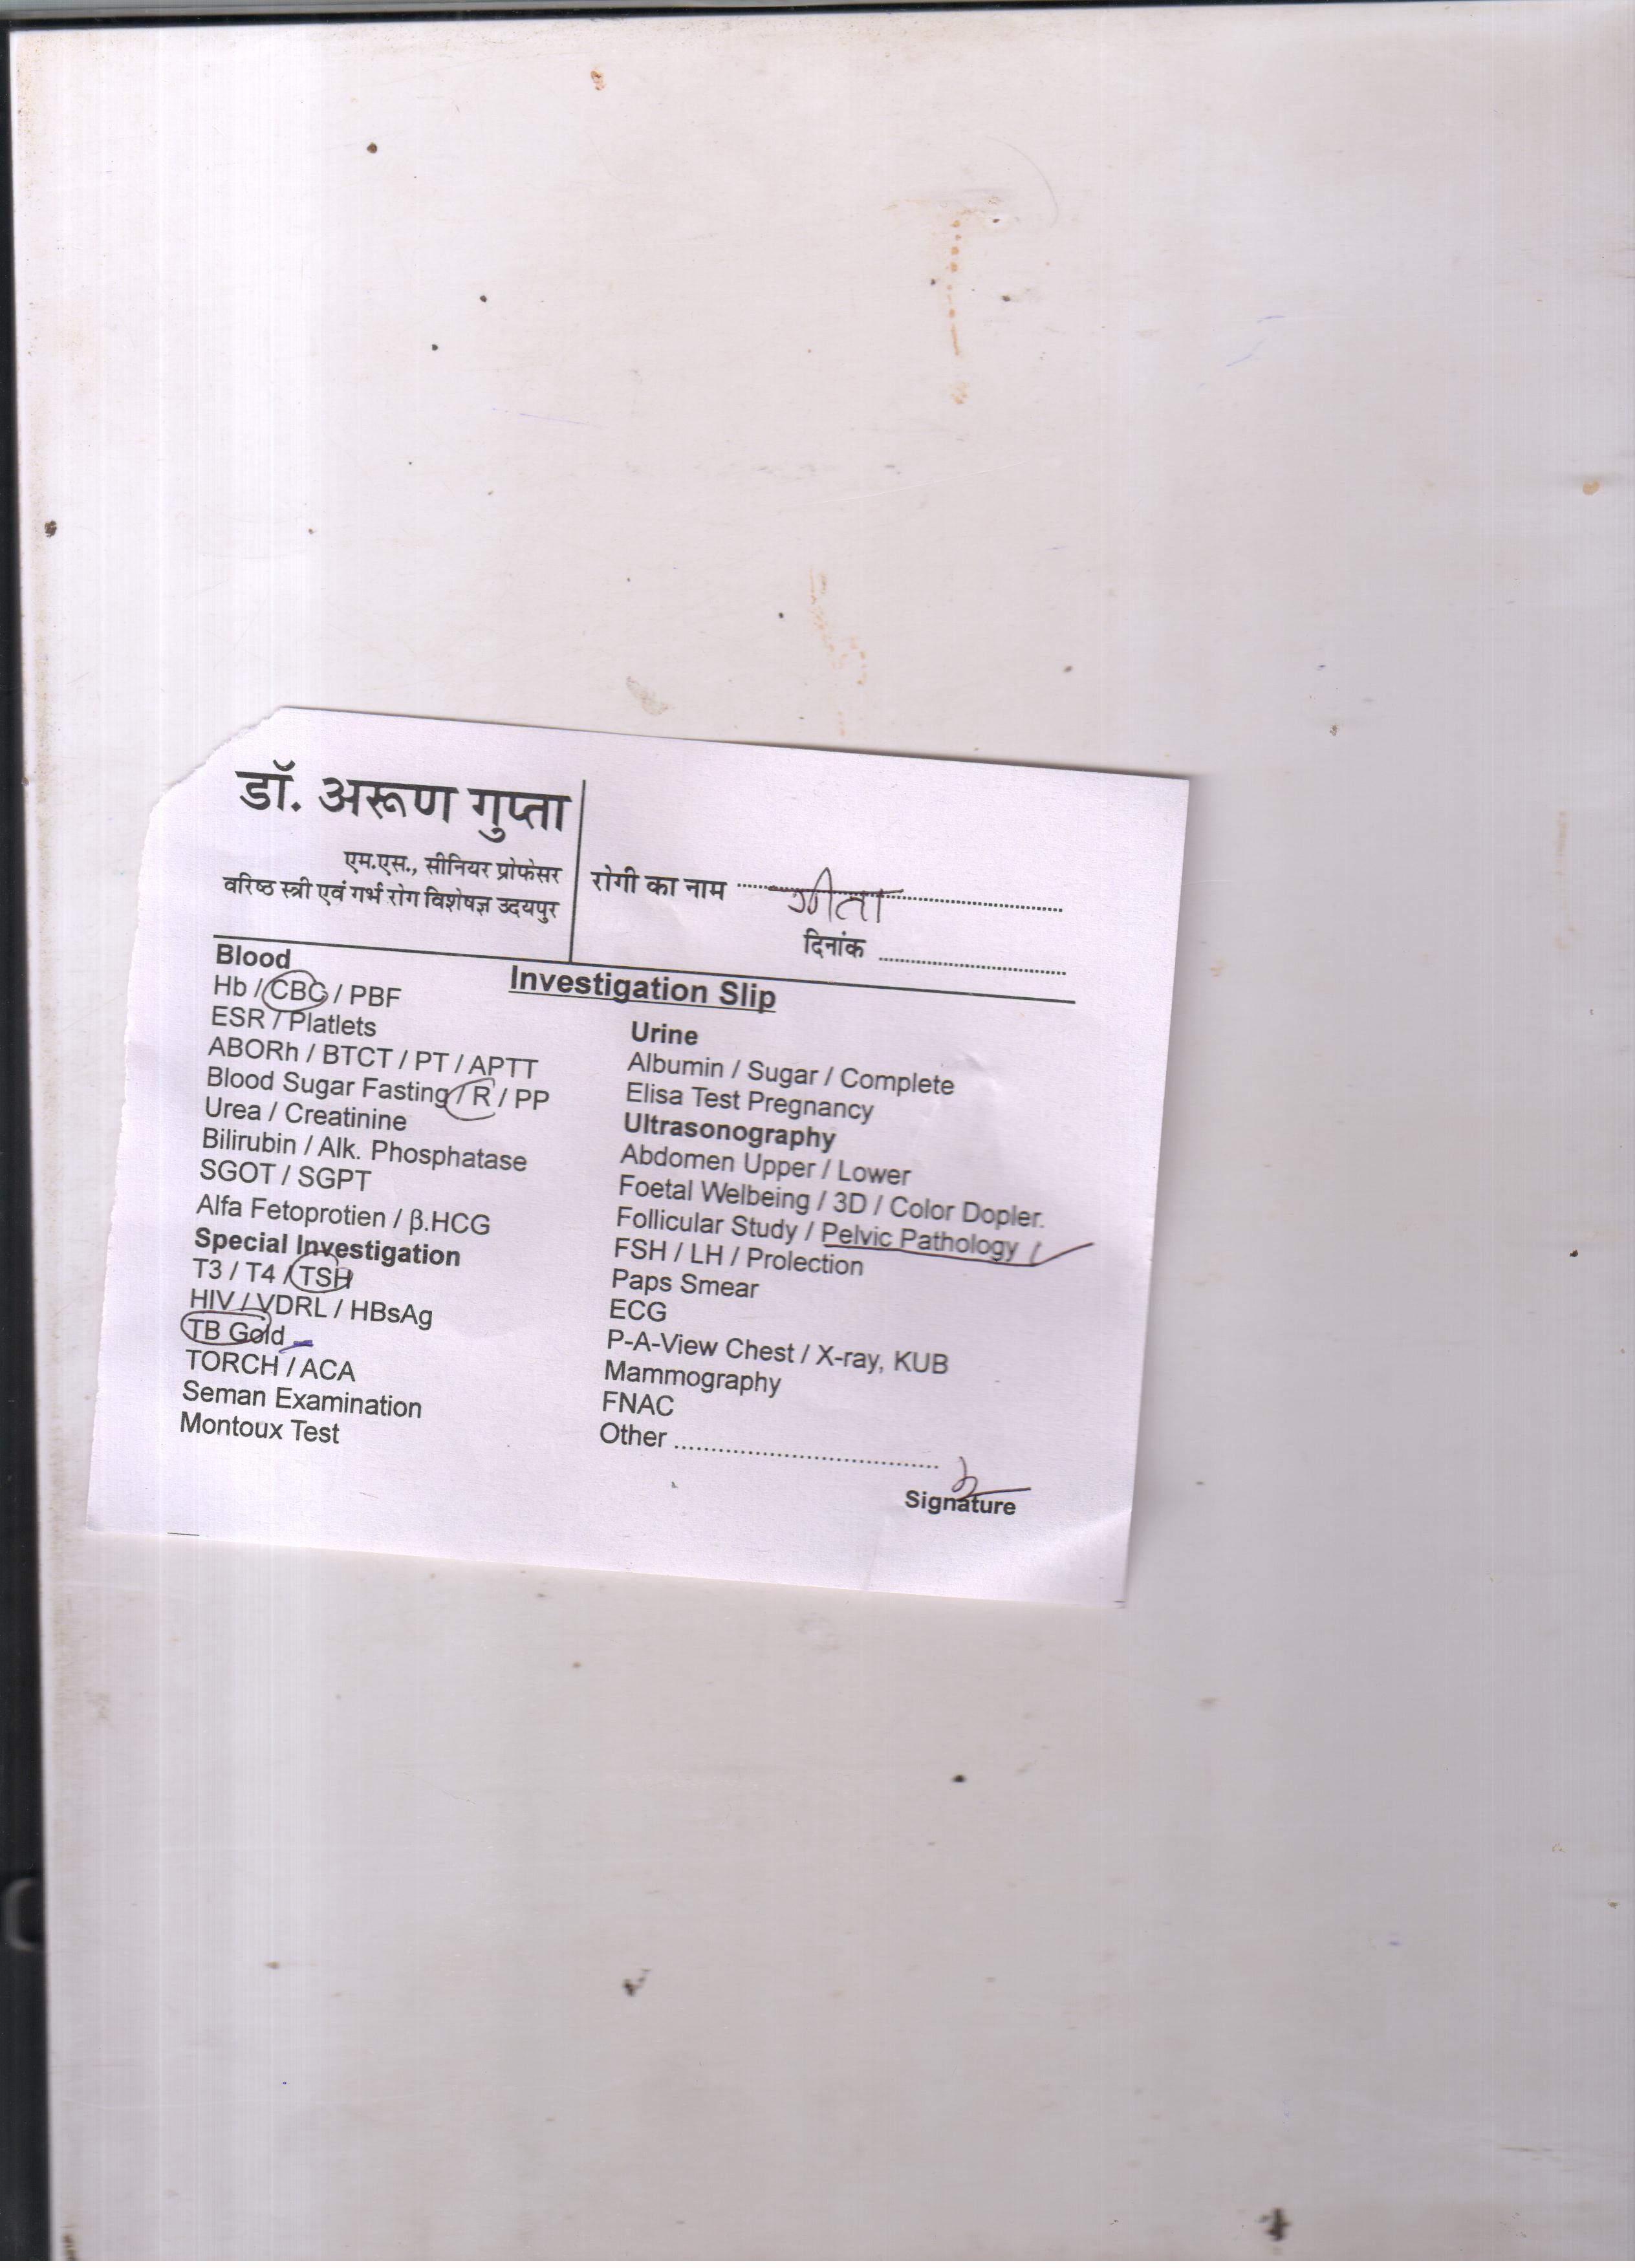 डॉ. अरूण गुप्ता
एम.एस., सीनियर प्रोफेसर
वरिष्ठ स्त्री एवं गर्भ रोग विशेषज्ञ उदयपुर
रोगी का नाम गीता
दिनांक
Investigation Slip
Blood
Hb / CBC / PBF
ESR / Platlets
ABORh / BTCT / PT / APTT
Blood Sugar Fasting / R / PP
Urea / Creatinine
Bilirubin / Alk. Phosphatase
SGOT / SGPT
Alfa Fetoprotien / β.HCG
Special Investigation
T3 / T4 / TSH
HIV / VDRL / HBsAg
TB Gold
TORCH / ACA
Seman Examination
Montoux Test
Urine
Albumin / Sugar / Complete
Elisa Test Pregnancy
Ultrasonography
Abdomen Upper / Lower
Foetal Welbeing / 3D / Color Dopler.
Follicular Study / Pelvic Pathology /
FSH / LH / Prolection
Paps Smear
ECG
P-A-View Chest / X-ray, KUB
Mammography
FNAC
Other
Signature